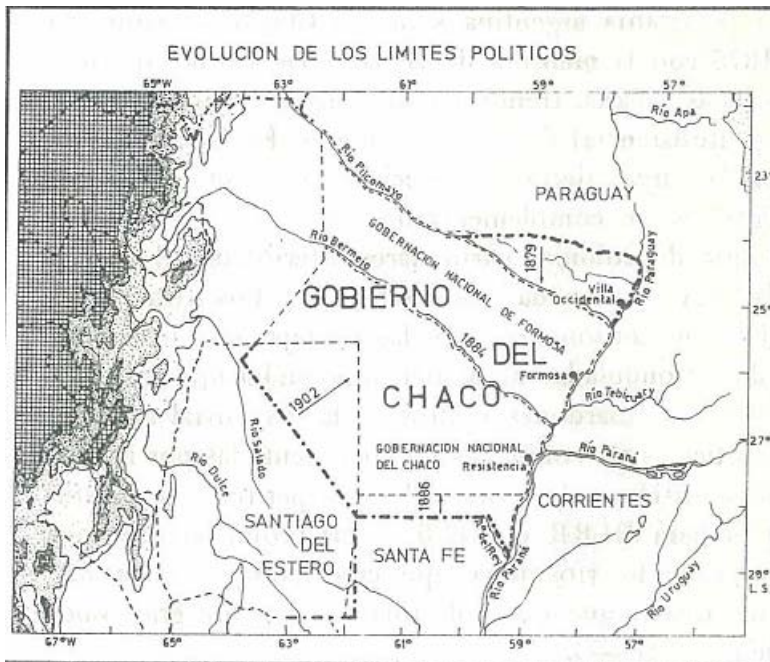 EVOLUCION DE LOS LIMITES POLITICOS
65°W
63°
61°
59°
57°
Río Apa
23°
Río Pilcomayo
PARAGUAY
1879
GOBERNACION NACIONAL DE FORMOSA
Río Bermejo
Villa
Occidental
Río Paraguay
25°
GOBIERNO
DEL
1884
Formosa
CHACO
Río Tebicuary
1902
Río Salado
27°
GOBERNACION NACIONAL
DEL CHACO
Resistencia
Río Paraná
Río Dulce
1886
CORRIENTES
SANTIAGO
DEL
ESTERO
SANTA FE
Río Paraná
Río Uruguay
29°
L S
67°W
65°
63°
61°
59°
57°